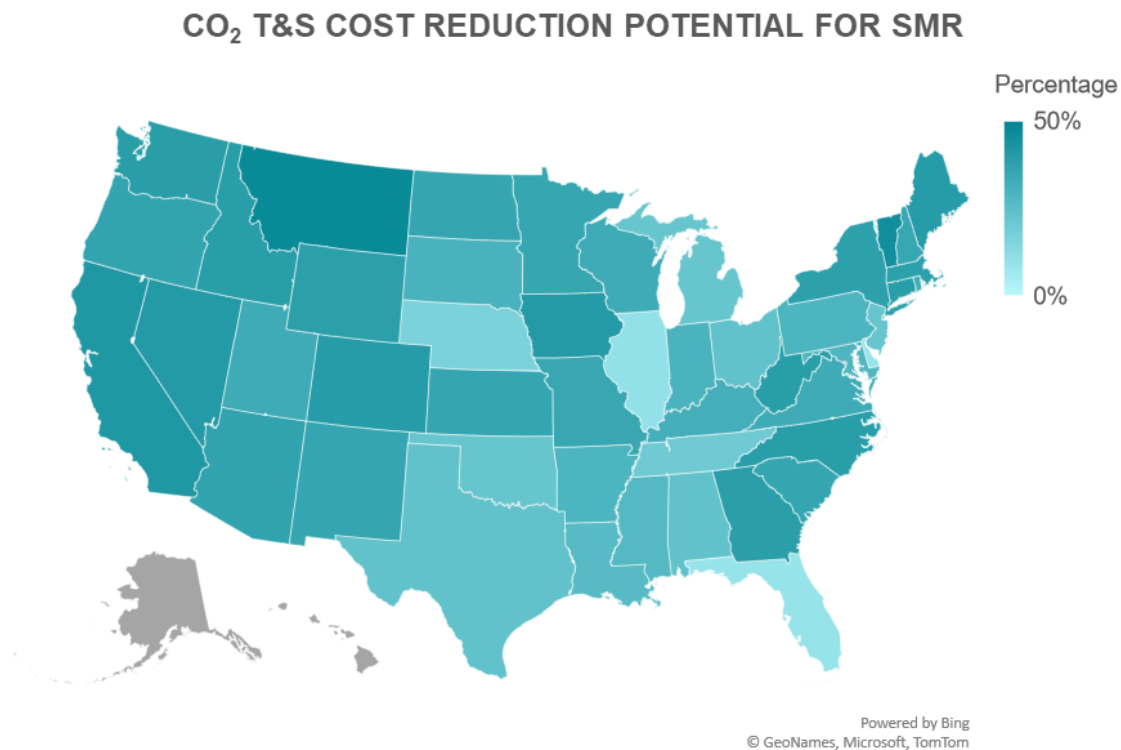 CO₂ T&S COST REDUCTION POTENTIAL FOR SMR
Percentage
50%
0%
Powered by Bing
© GeoNames, Microsoft, TomTom